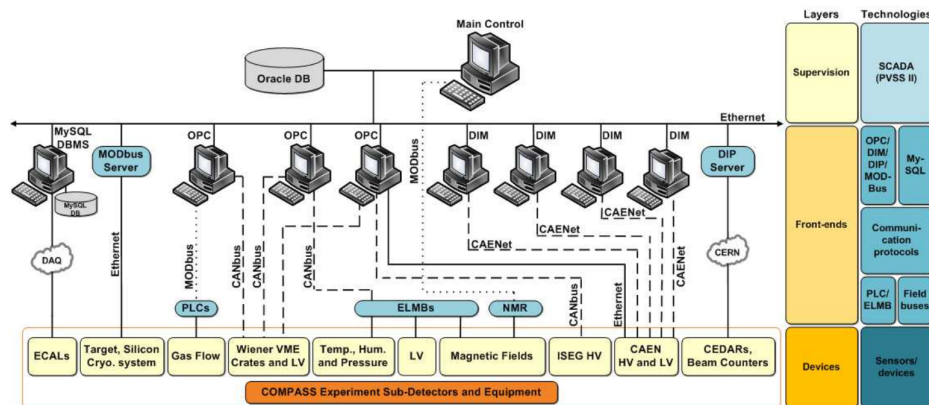 Main Control
Layers
Technologies
Oracle DB
Supervision
SCADA
(PVSS II)
Ethernet
MySQL
DBMS
MODbus
Server
OPC
OPC
OPC
MODbus
DIM
DIM
DIM
DIM
DIP
Server
OPC/
DIM/
DIP/
MOD-
Bus
My-
SQL
MySQL
DB
Front-ends
DAQ
Ethernet
MODbus
CANbus
CANbus
CANbus
CAENet
CAENet
CAENet
CAENet
CERN
Communi-
cation
protocols
CANbus
Ethernet
PLCs
ELMBs
NMR
PLC/
ELMB
Field
buses
ECALs
Target, Silicon
Cryo. system
Gas Flow
Wiener VME
Crates and LV
Temp., Hum.
and Pressure
LV
Magnetic Fields
ISEG HV
CAEN
HV and LV
CEDARs,
Beam Counters
Devices
Sensors/
devices
COMPASS Experiment Sub-Detectors and Equipment